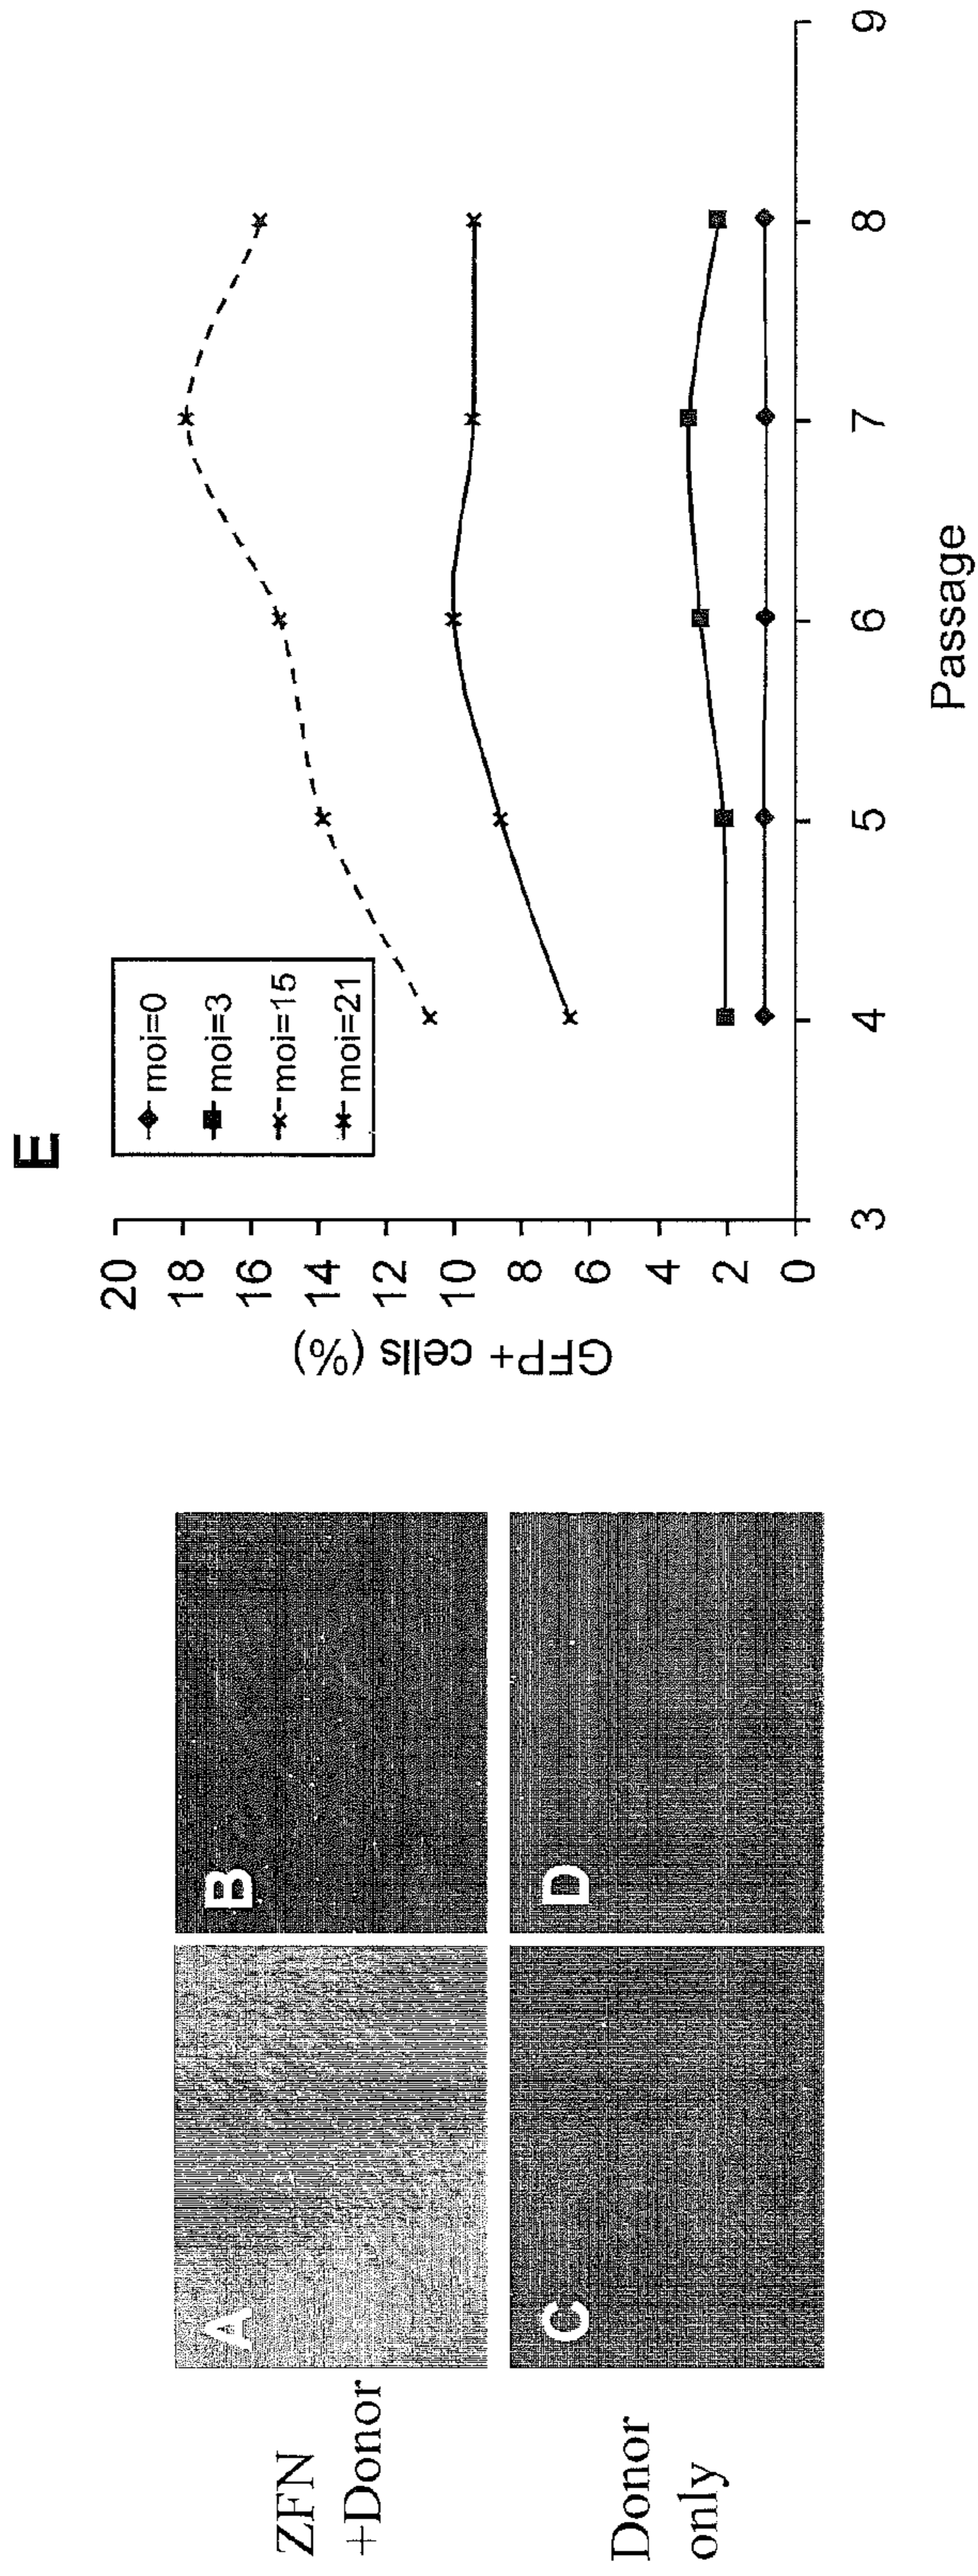 ZFN
+Donor
Donor
only
A
B
C
D
E
GFP+ cells (%)
20
18
16
14
12
10
8
6
4
2
0
moi=0
moi=3
moi=15
moi=21
3
4
5
6
7
8
9
Passage